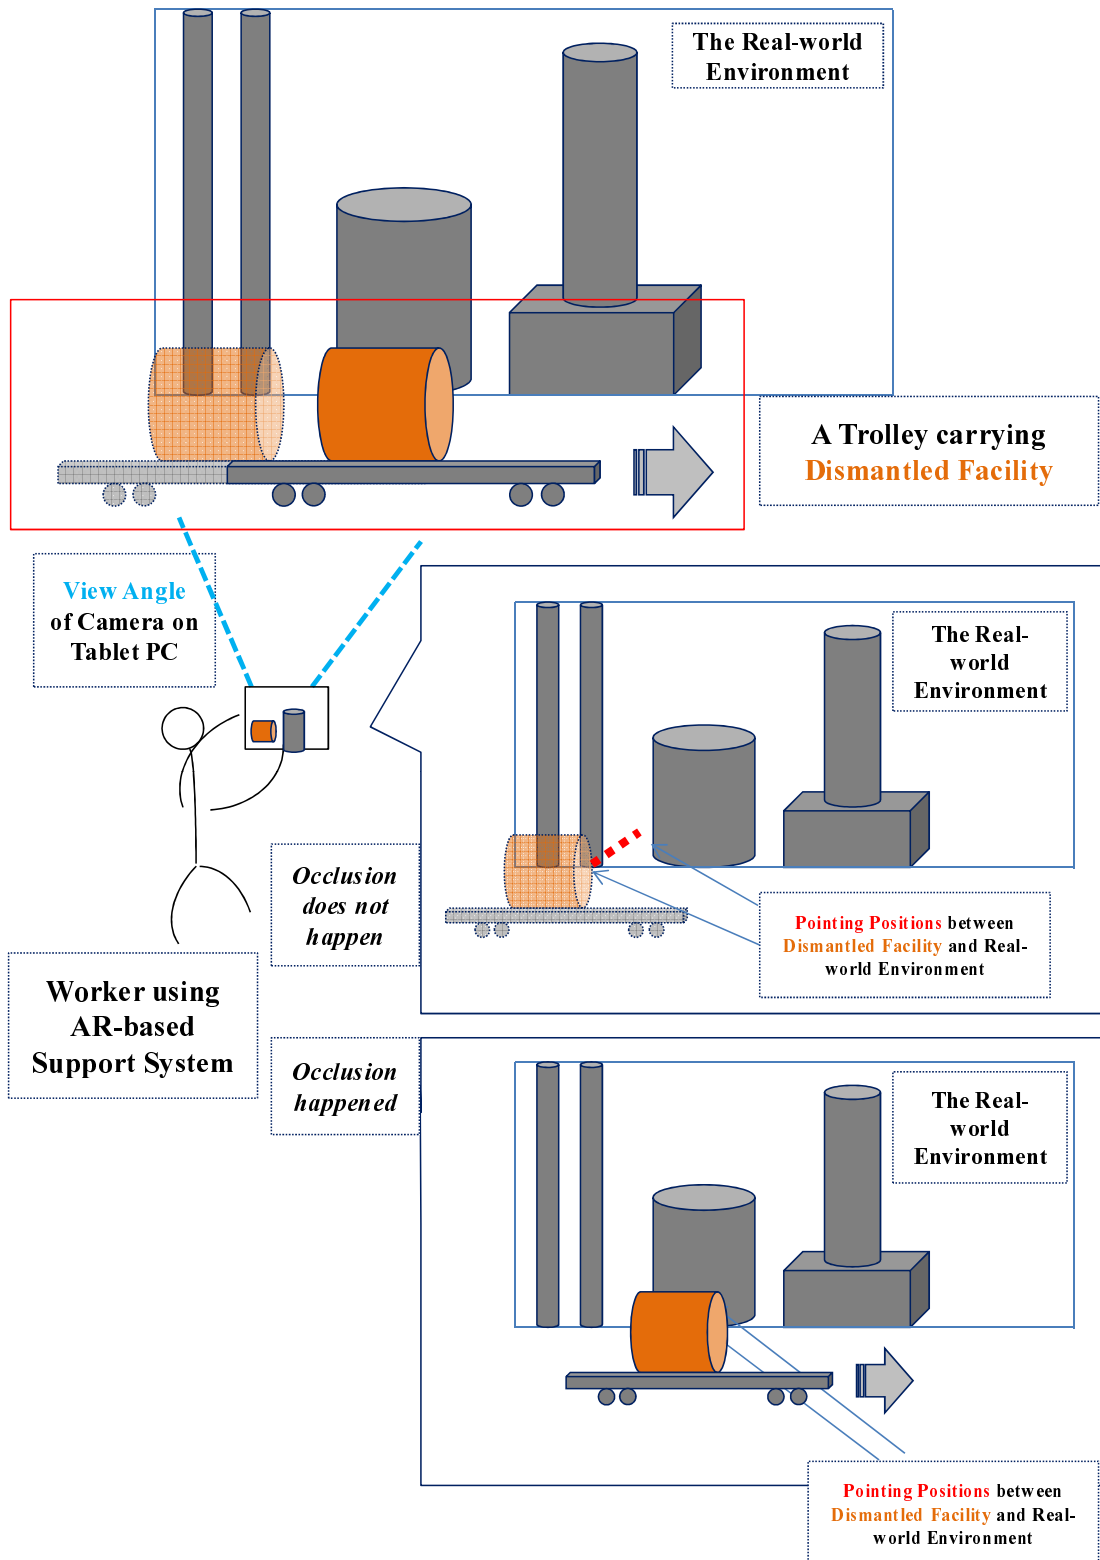 The Real-world
Environment
A Trolley carrying
Dismantled Facility
View Angle
of Camera on
Tablet PC
The Real-
world
Environment
Occlusion
does not
happen
Pointing Positions between
Dismantled Facility and Real-
world Environment
Worker using
AR-based
Support System
Occlusion
happened
The Real-
world
Environment
Pointing Positions between
Dismantled Facility and Real-
world Environment